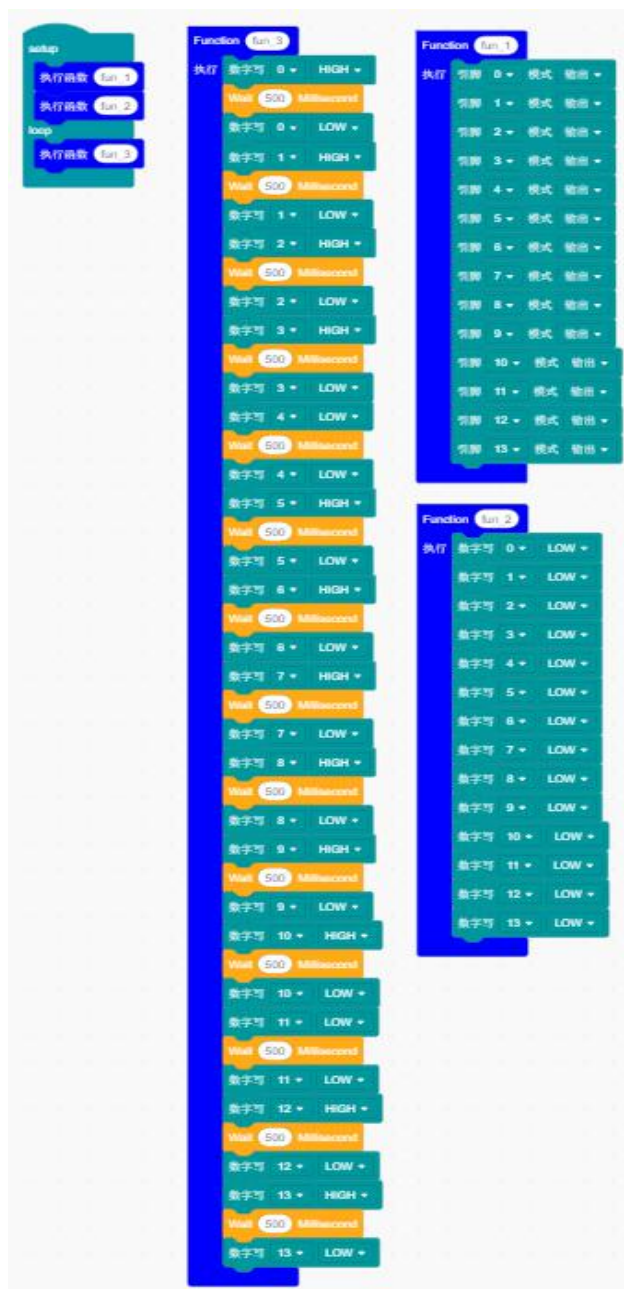 setup
执行函数 fun_1
执行函数 fun_2
loop
执行函数 fun_3
Function fun_3
执行 数字写 0 HIGH
Wait 500 Millisecond
数字写 0 LOW
数字写 1 HIGH
Wait 500 Millisecond
数字写 1 LOW
数字写 2 HIGH
Wait 500 Millisecond
数字写 2 LOW
数字写 3 HIGH
Wait 500 Millisecond
数字写 3 LOW
数字写 4 LOW
Wait 500 Millisecond
数字写 4 LOW
数字写 5 HIGH
Wait 500 Millisecond
数字写 5 LOW
数字写 6 HIGH
Wait 500 Millisecond
数字写 6 LOW
数字写 7 HIGH
Wait 500 Millisecond
数字写 7 LOW
数字写 8 HIGH
Wait 500 Millisecond
数字写 8 LOW
数字写 9 HIGH
Wait 500 Millisecond
数字写 9 LOW
数字写 10 HIGH
Wait 500 Millisecond
数字写 10 LOW
数字写 11 LOW
Wait 500 Millisecond
数字写 11 LOW
数字写 12 HIGH
Wait 500 Millisecond
数字写 12 LOW
数字写 13 HIGH
Wait 500 Millisecond
数字写 13 LOW
Function fun_1
执行 引脚 0 模式 输出
引脚 1 模式 输出
引脚 2 模式 输出
引脚 3 模式 输出
引脚 4 模式 输出
引脚 5 模式 输出
引脚 6 模式 输出
引脚 7 模式 输出
引脚 8 模式 输出
引脚 9 模式 输出
引脚 10 模式 输出
引脚 11 模式 输出
引脚 12 模式 输出
引脚 13 模式 输出
Function fun_2
执行 数字写 0 LOW
数字写 1 LOW
数字写 2 LOW
数字写 3 LOW
数字写 4 LOW
数字写 5 LOW
数字写 6 LOW
数字写 7 LOW
数字写 8 LOW
数字写 9 LOW
数字写 10 LOW
数字写 11 LOW
数字写 12 LOW
数字写 13 LOW